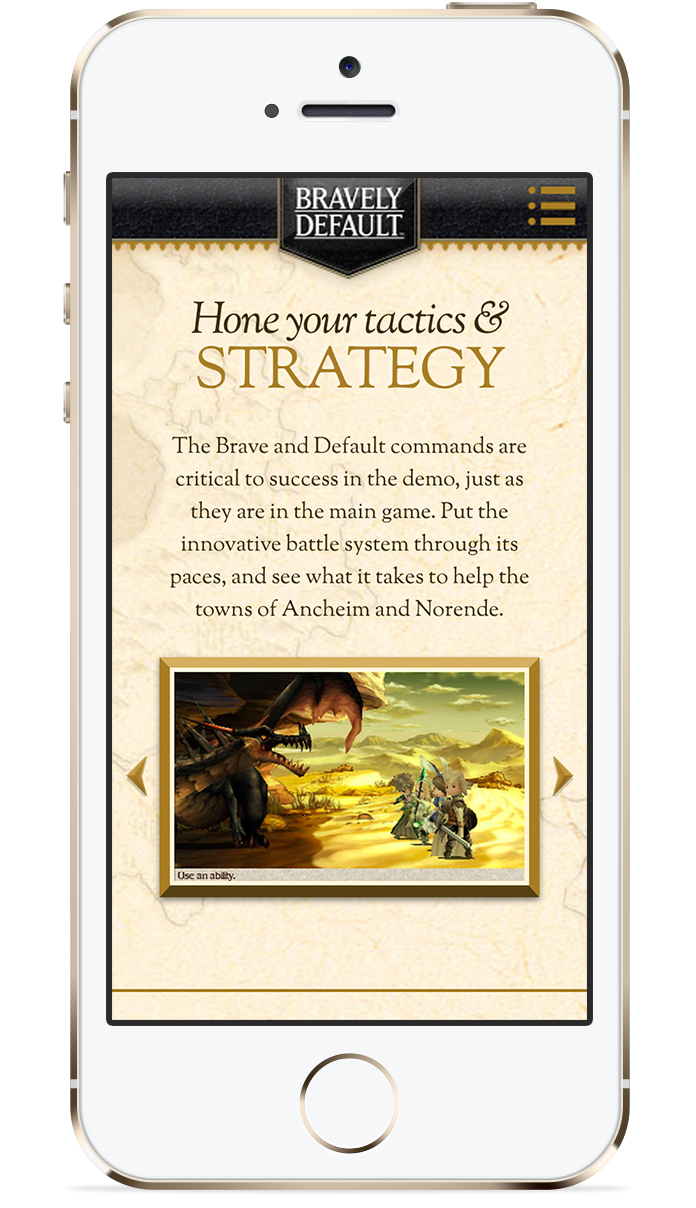 BRAVELY
DEFAULT™
Hone your tactics &
STRATEGY
The Brave and Default commands are
critical to success in the demo, just as
they are in the main game. Put the
innovative battle system through its
paces, and see what it takes to help the
towns of Ancheim and Norende.
Use an ability.